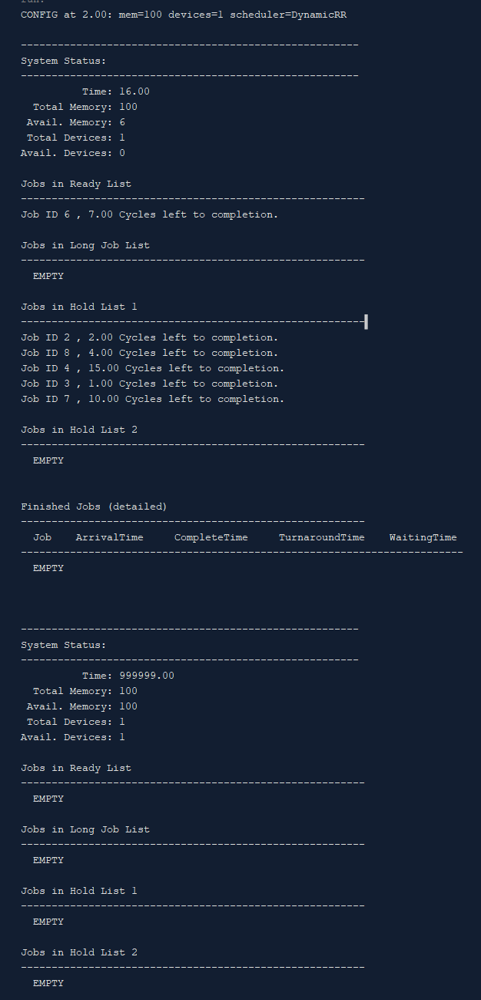 run:
CONFIG at 2.00: mem=100 devices=1 scheduler=DynamicRR
--------------------------------------------------------
System Status:
--------------------------------------------------------
Time: 16.00
Total Memory: 100
Avail. Memory: 6
Total Devices: 1
Avail. Devices: 0
Jobs in Ready List
--------------------------------------------------------
Job ID 6 , 7.00 Cycles left to completion.
Jobs in Long Job List
--------------------------------------------------------
EMPTY
Jobs in Hold List 1
--------------------------------------------------------
Job ID 2 , 2.00 Cycles left to completion.
Job ID 8 , 4.00 Cycles left to completion.
Job ID 4 , 15.00 Cycles left to completion.
Job ID 3 , 1.00 Cycles left to completion.
Job ID 7 , 10.00 Cycles left to completion.
Jobs in Hold List 2
--------------------------------------------------------
EMPTY
Finished Jobs (detailed)
--------------------------------------------------------
Job ArrivalTime CompleteTime TurnaroundTime WaitingTime
------------------------------------------------------------------------
EMPTY
--------------------------------------------------------
System Status:
--------------------------------------------------------
Time: 999999.00
Total Memory: 100
Avail. Memory: 100
Total Devices: 1
Avail. Devices: 1
Jobs in Ready List
--------------------------------------------------------
EMPTY
Jobs in Long Job List
--------------------------------------------------------
EMPTY
Jobs in Hold List 1
--------------------------------------------------------
EMPTY
Jobs in Hold List 2
--------------------------------------------------------
EMPTY